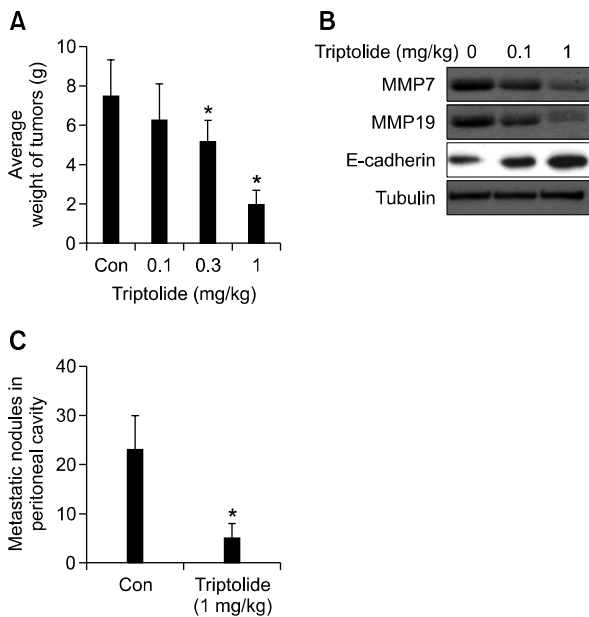 A
Average
weight of tumors (g)
10
8
6
4
2
0
*
*
Con 0.1 0.3 1
Triptolide (mg/kg)
B
Triptolide (mg/kg) 0 0.1 1
MMP7
MMP19
E-cadherin
Tubulin
C
Metastatic nodules in
peritoneal cavity
40
30
20
10
0
*
Con Triptolide
(1 mg/kg)